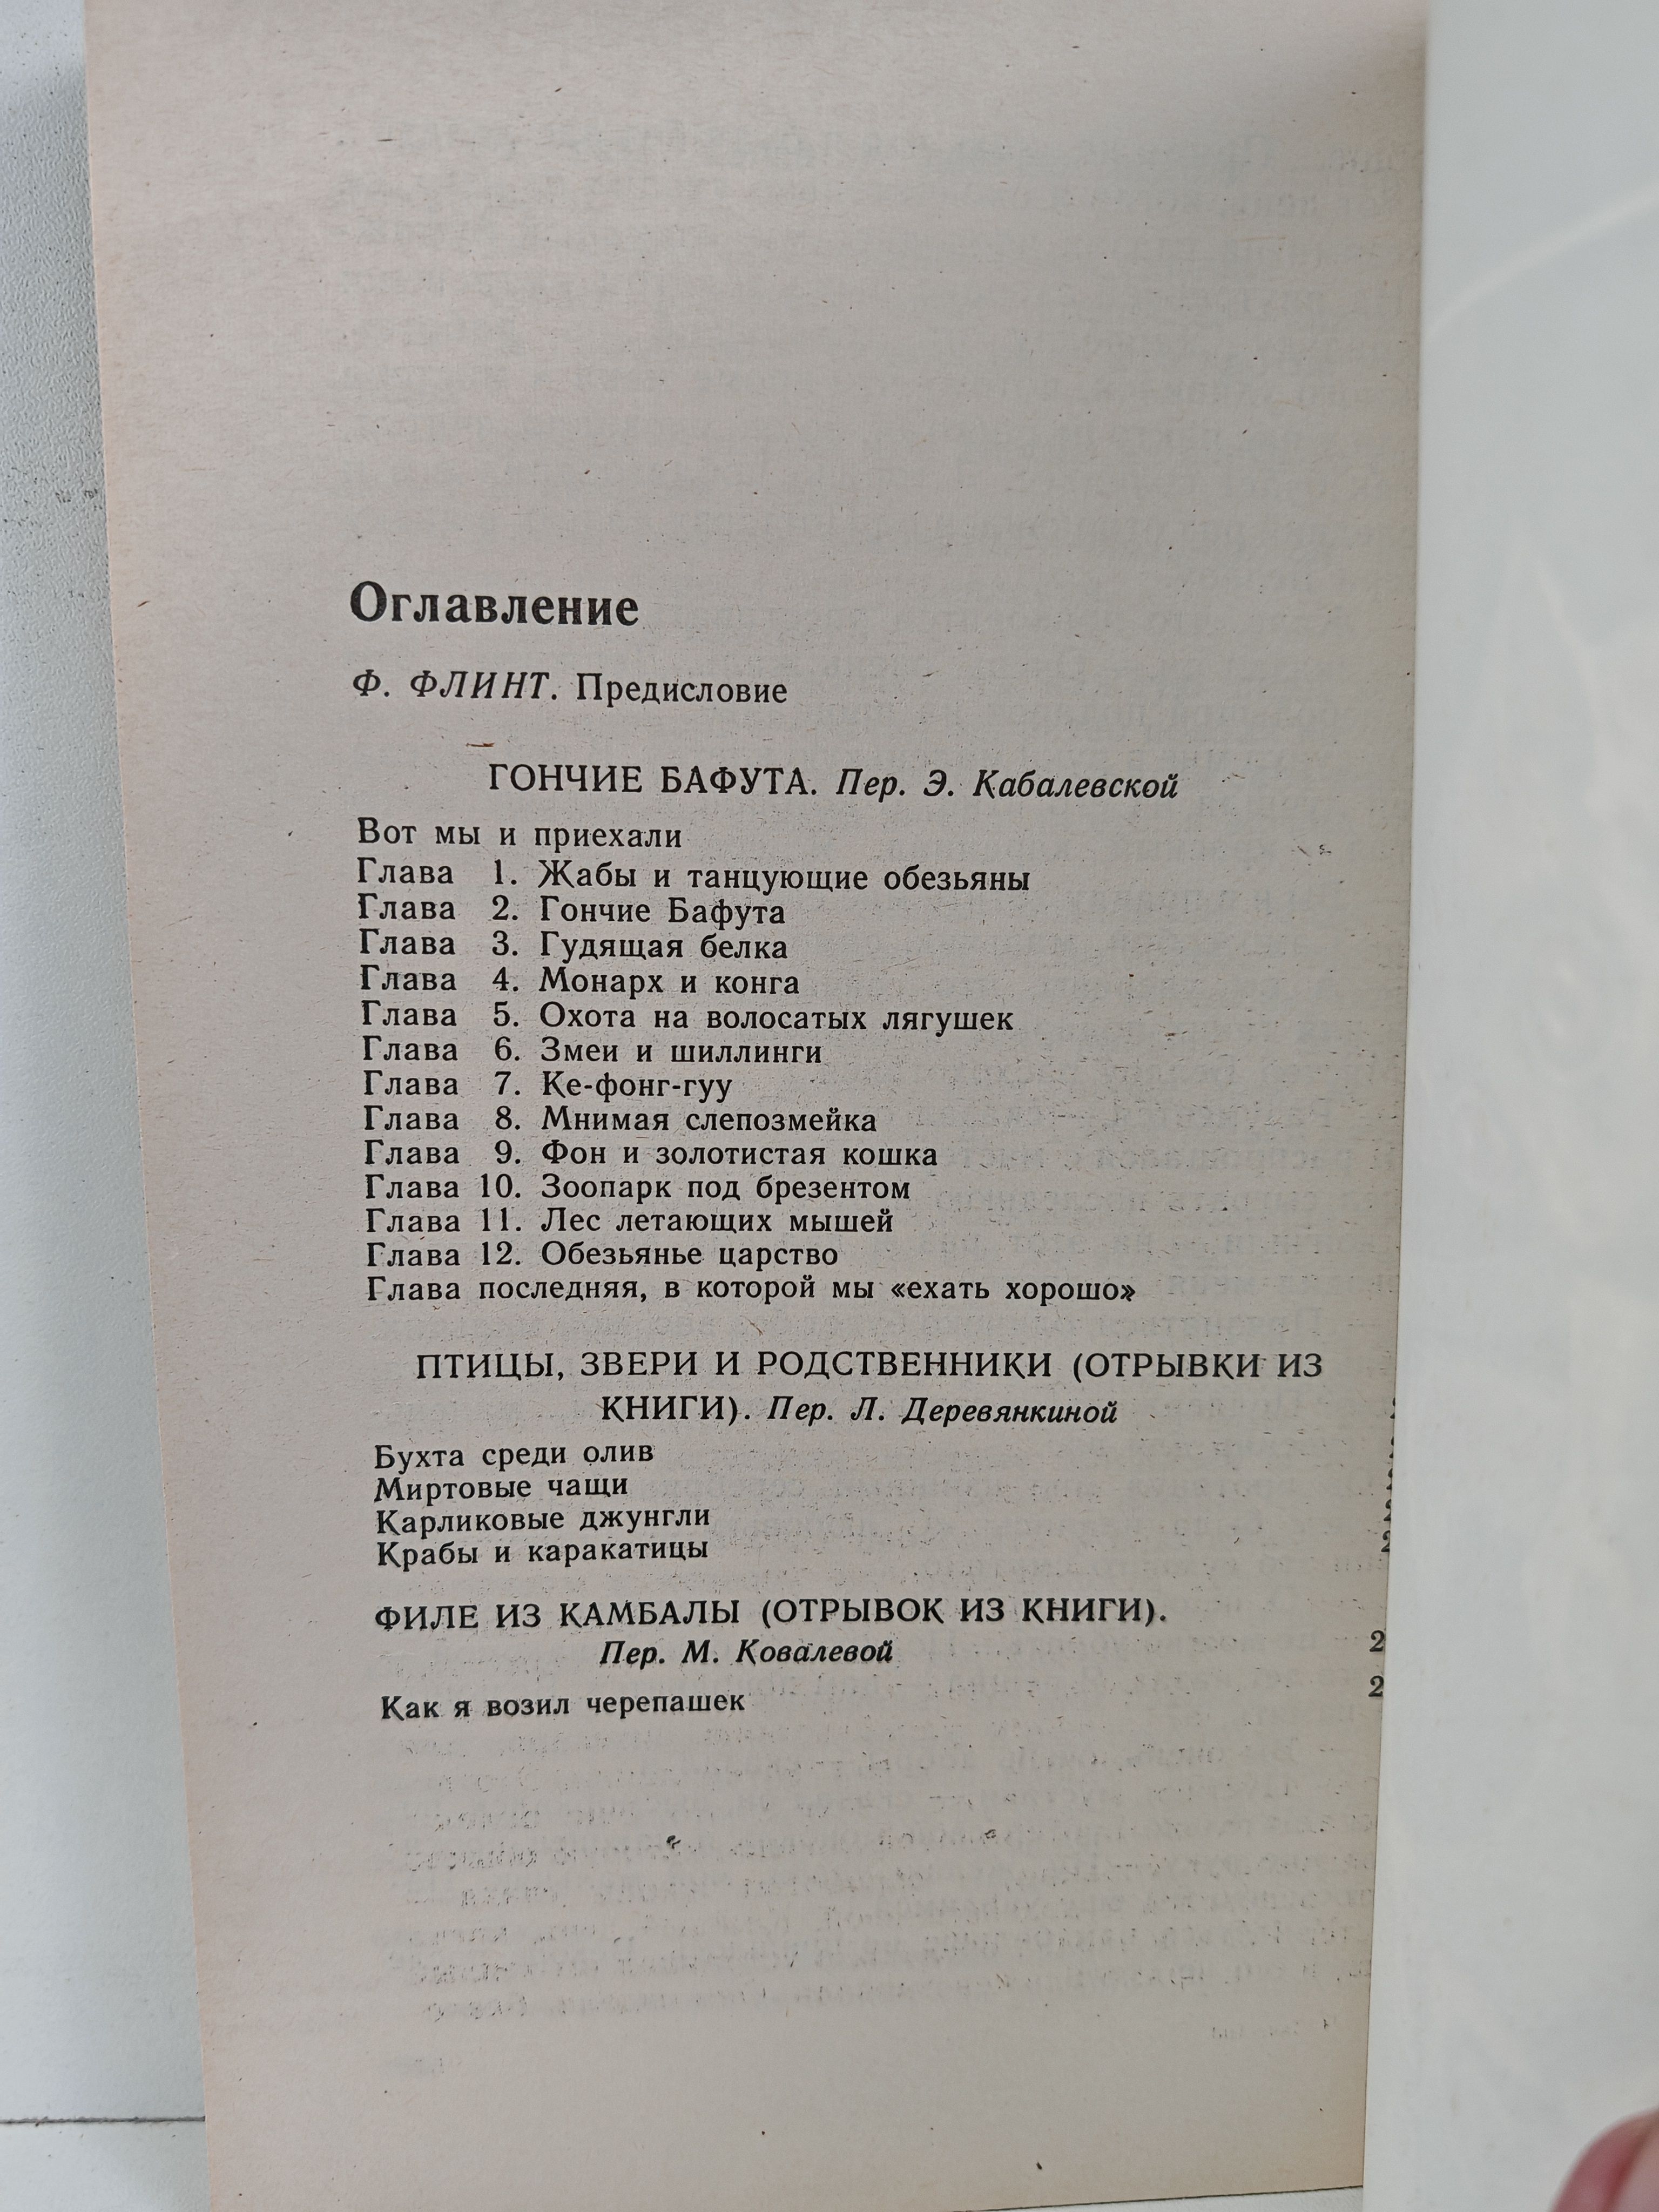 Оглавление
Ф. ФЛИНТ. Предисловие
ГОНЧИЕ БАФУТА. Пер. Э. Кабалевской
Вот мы и приехали
Глава 1. Жабы и танцующие обезьяны
Глава 2. Гончие Бафута
Глава 3. Гудящая белка
Глава 4. Монарх и конга
Глава 5. Охота на волосатых лягушек
Глава 6. Змеи и шиллинги
Глава 7. Ке-фонг-гуу
Глава 8. Мнимая слепозмейка
Глава 9. Фон и золотистая кошка
Глава 10. Зоопарк под брезентом
Глава 11. Лес летающих мышей
Глава 12. Обезьянье царство
Глава последняя, в которой мы «ехать хорошо»
ПТИЦЫ, ЗВЕРИ И РОДСТВЕННИКИ (ОТРЫВКИ ИЗ
КНИГИ). Пер. Л. Деревянкиной
Бухта среди олив
Миртовые чащи
Карликовые джунгли
Крабы и каракатицы
ФИЛЕ ИЗ КАМБАЛЫ (ОТРЫВОК ИЗ КНИГИ).
Пер. М. Ковалевой 2
Как я возил черепашек 2